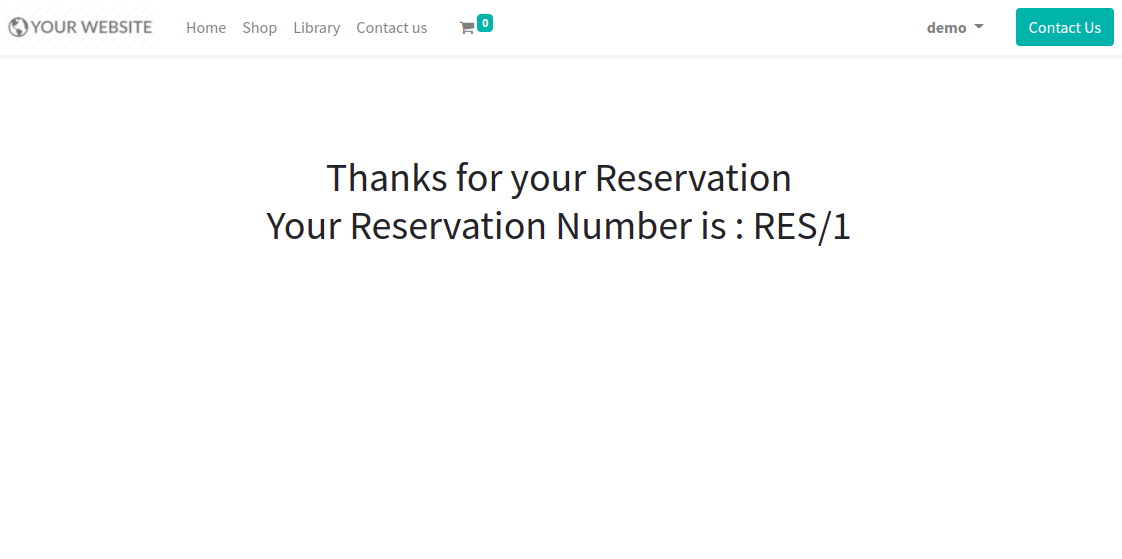 YOUR WEBSITE Home Shop Library Contact us 0 demo Contact Us
Thanks for your Reservation
Your Reservation Number is : RES/1